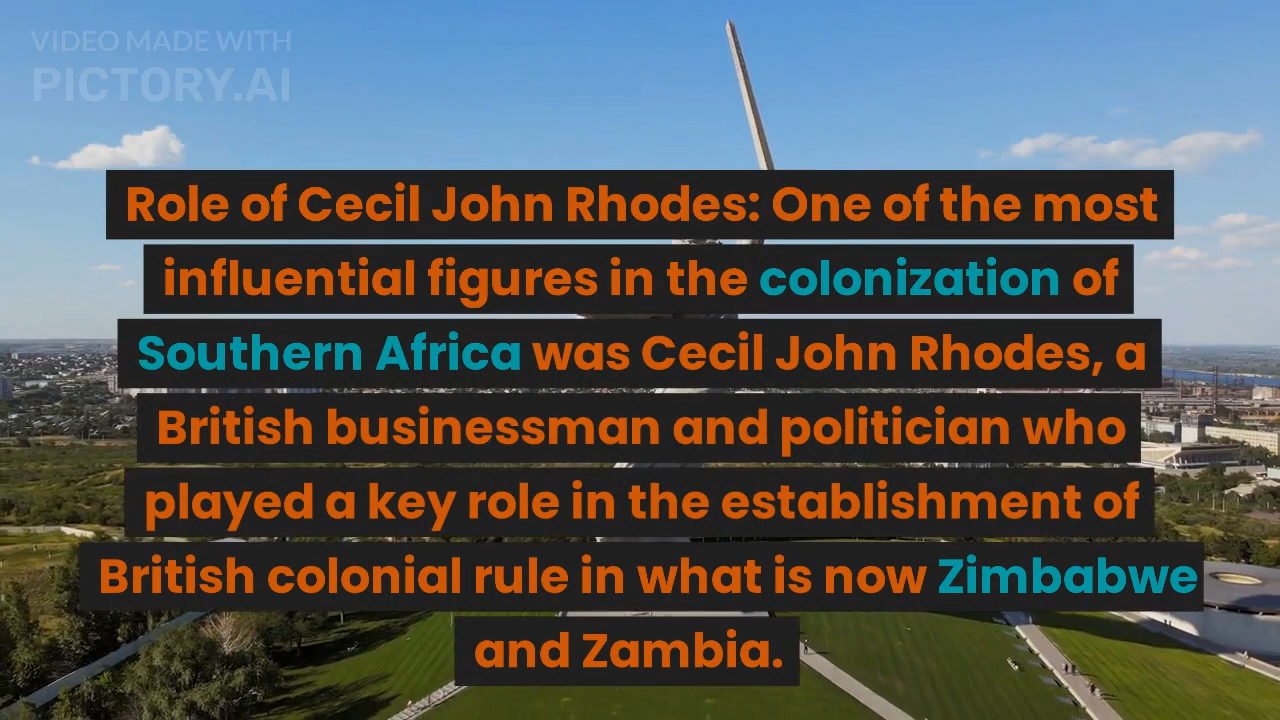 VIDEO MADE WITH
PICTORY.AI
Role of Cecil John Rhodes: One of the most
influential figures in the colonization of
Southern Africa was Cecil John Rhodes, a
British businessman and politician who
played a key role in the establishment of
British colonial rule in what is now Zimbabwe
and Zambia.